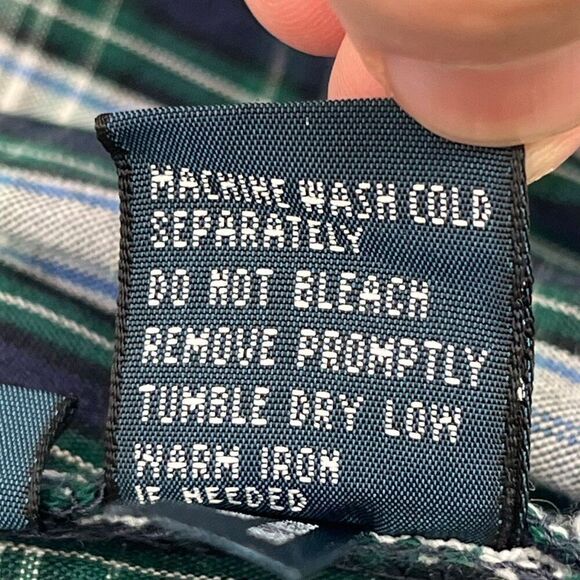 MACHINE WASH COLD
SEPARATELY
DO NOT BLEACH
REMOVE PROMPTLY
TUMBLE DRY LOW
WARM IRON
IF NEEDED